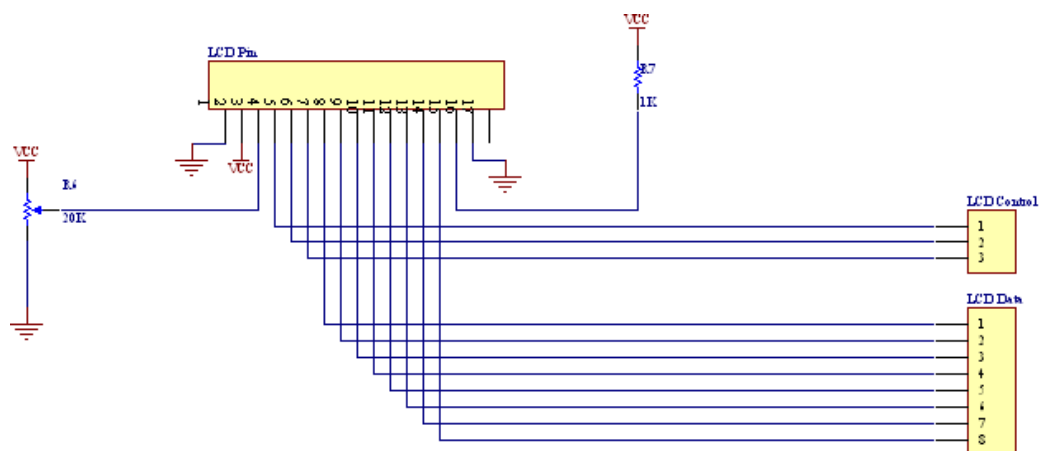 VCC
LCD Pin
R7
1K
1 2 3 4 5 6 7 8 9 10 11 12 13 14 15 16 17
VCC
VCC
R6
20K
LCD Control
1
2
3
LCD Data
1
2
3
4
5
6
7
8